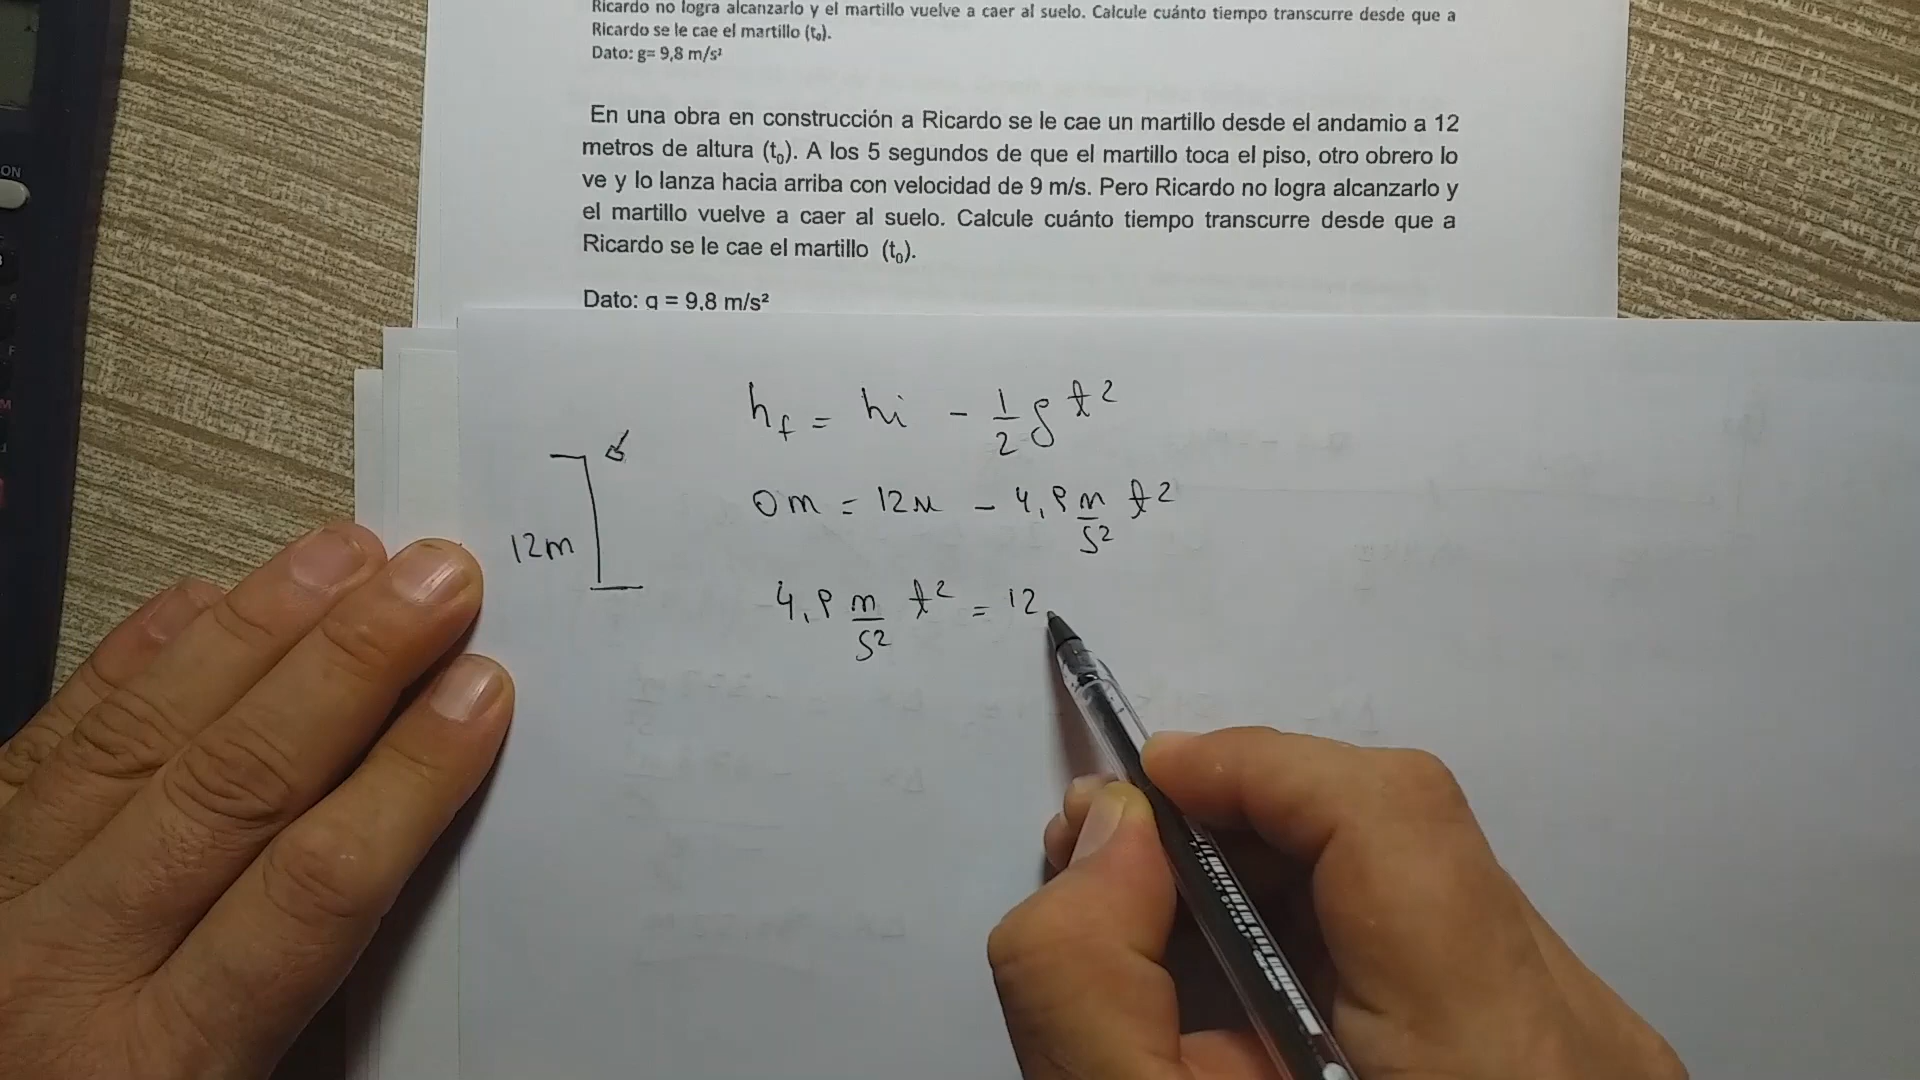 Ricardo no logra alcanzarlo y el martillo vuelve a caer al suelo. Calcule cuánto tiempo transcurre desde que a
Ricardo se le cae el martillo (t₀).
Dato: g= 9,8 m/s²
En una obra en construcción a Ricardo se le cae un martillo desde el andamio a 12
metros de altura (t₀). A los 5 segundos de que el martillo toca el piso, otro obrero lo
ve y lo lanza hacia arriba con velocidad de 9 m/s. Pero Ricardo no logra alcanzarlo y
el martillo vuelve a caer al suelo. Calcule cuánto tiempo transcurre desde que a
Ricardo se le cae el martillo (t₀).
Dato: g = 9,8 m/s²
hf = hi - 1/2 g t²
0m = 12m - 4,9 m/s² t²
12m
4,9 m/s² t² = 12
ON